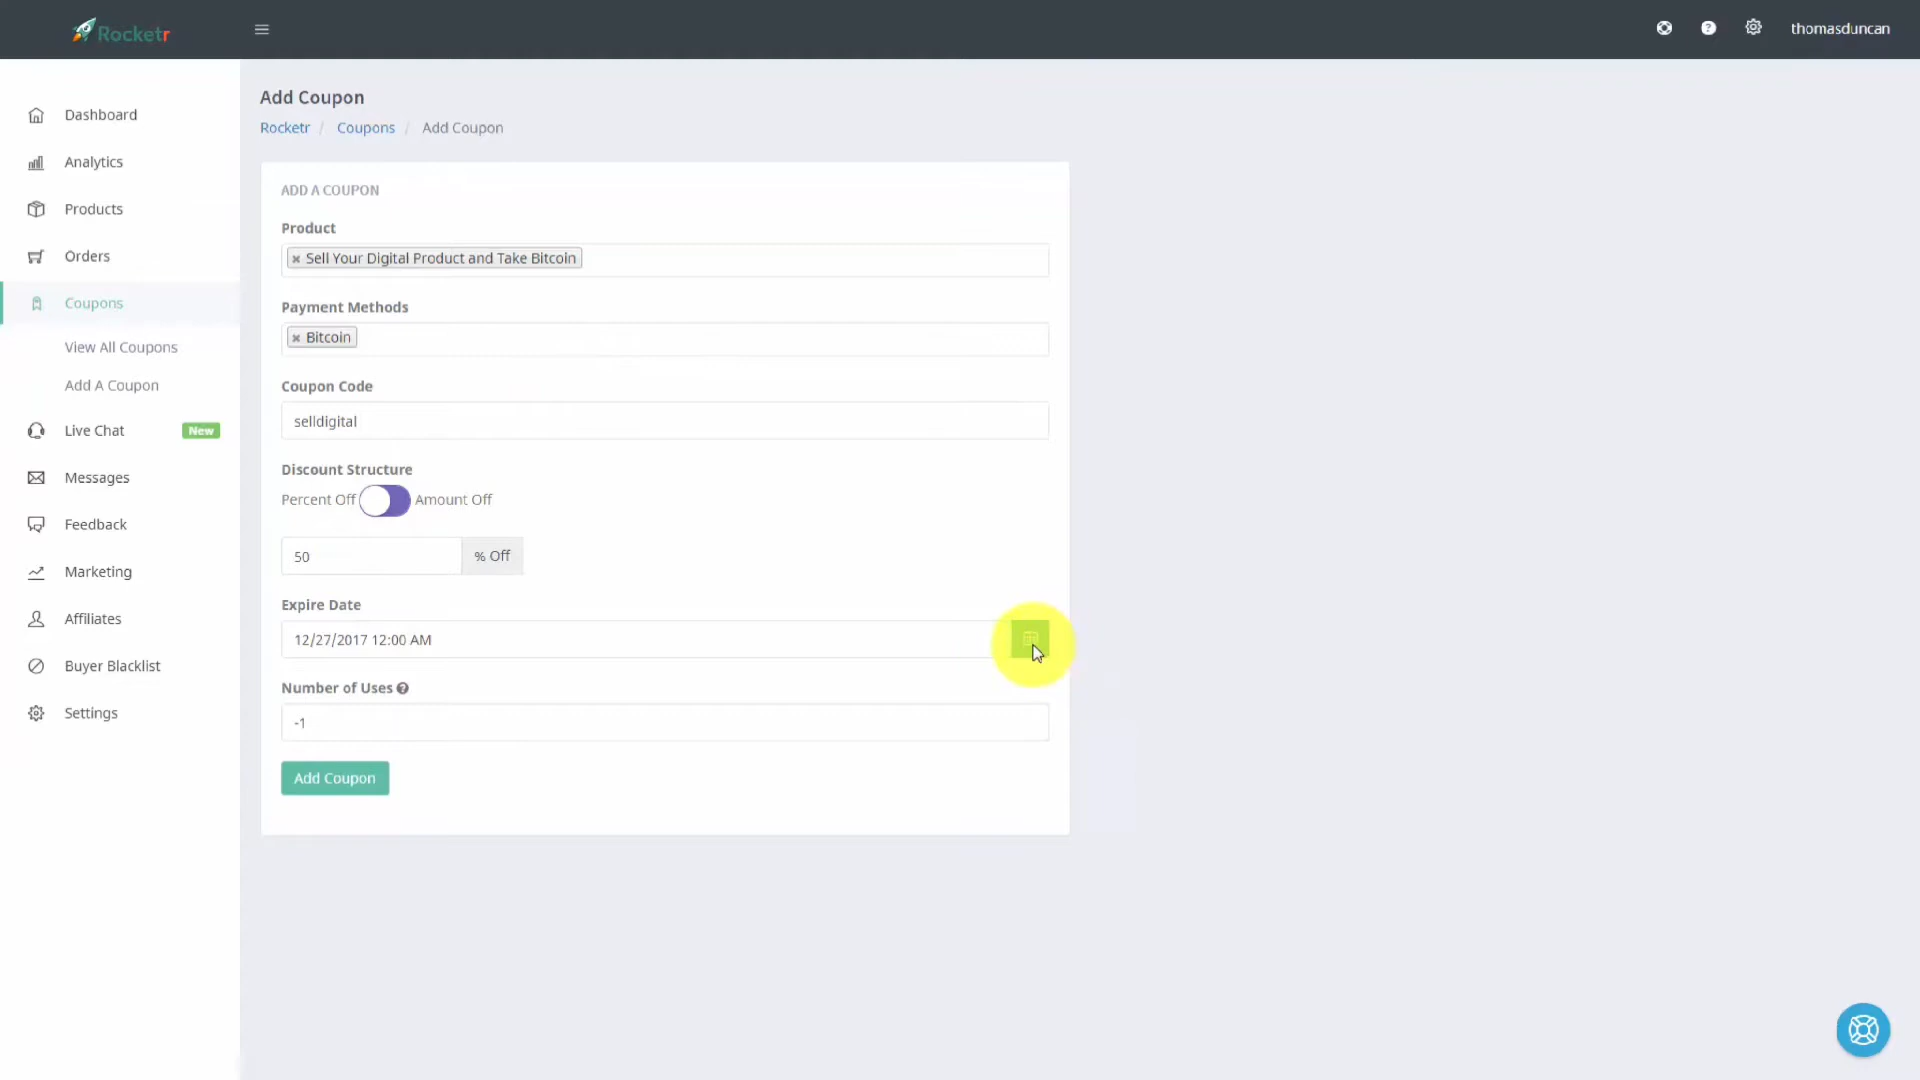 Rocketr
thomasduncan
Dashboard
Analytics
Products
Orders
Coupons
View All Coupons
Add A Coupon
Live Chat New
Messages
Feedback
Marketing
Affiliates
Buyer Blacklist
Settings
Add Coupon
Rocketr / Coupons / Add Coupon
ADD A COUPON
Product
× Sell Your Digital Product and Take Bitcoin
Payment Methods
× Bitcoin
Coupon Code
selldigital
Discount Structure
Percent Off Amount Off
50 % Off
Expire Date
12/27/2017 12:00 AM
Number of Uses ?
-1
Add Coupon